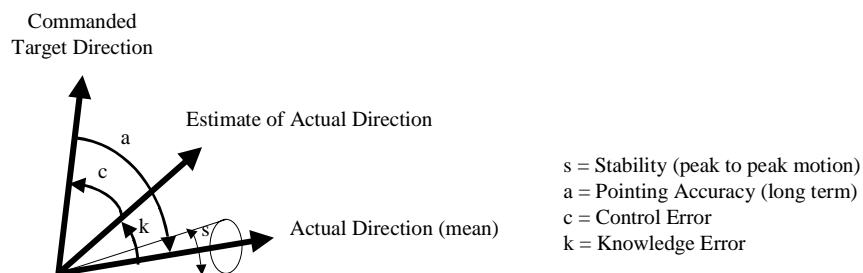 Commanded
Target Direction
Estimate of Actual Direction
a
c
k
s
Actual Direction (mean)
s = Stability (peak to peak motion)
a = Pointing Accuracy (long term)
c = Control Error
k = Knowledge Error